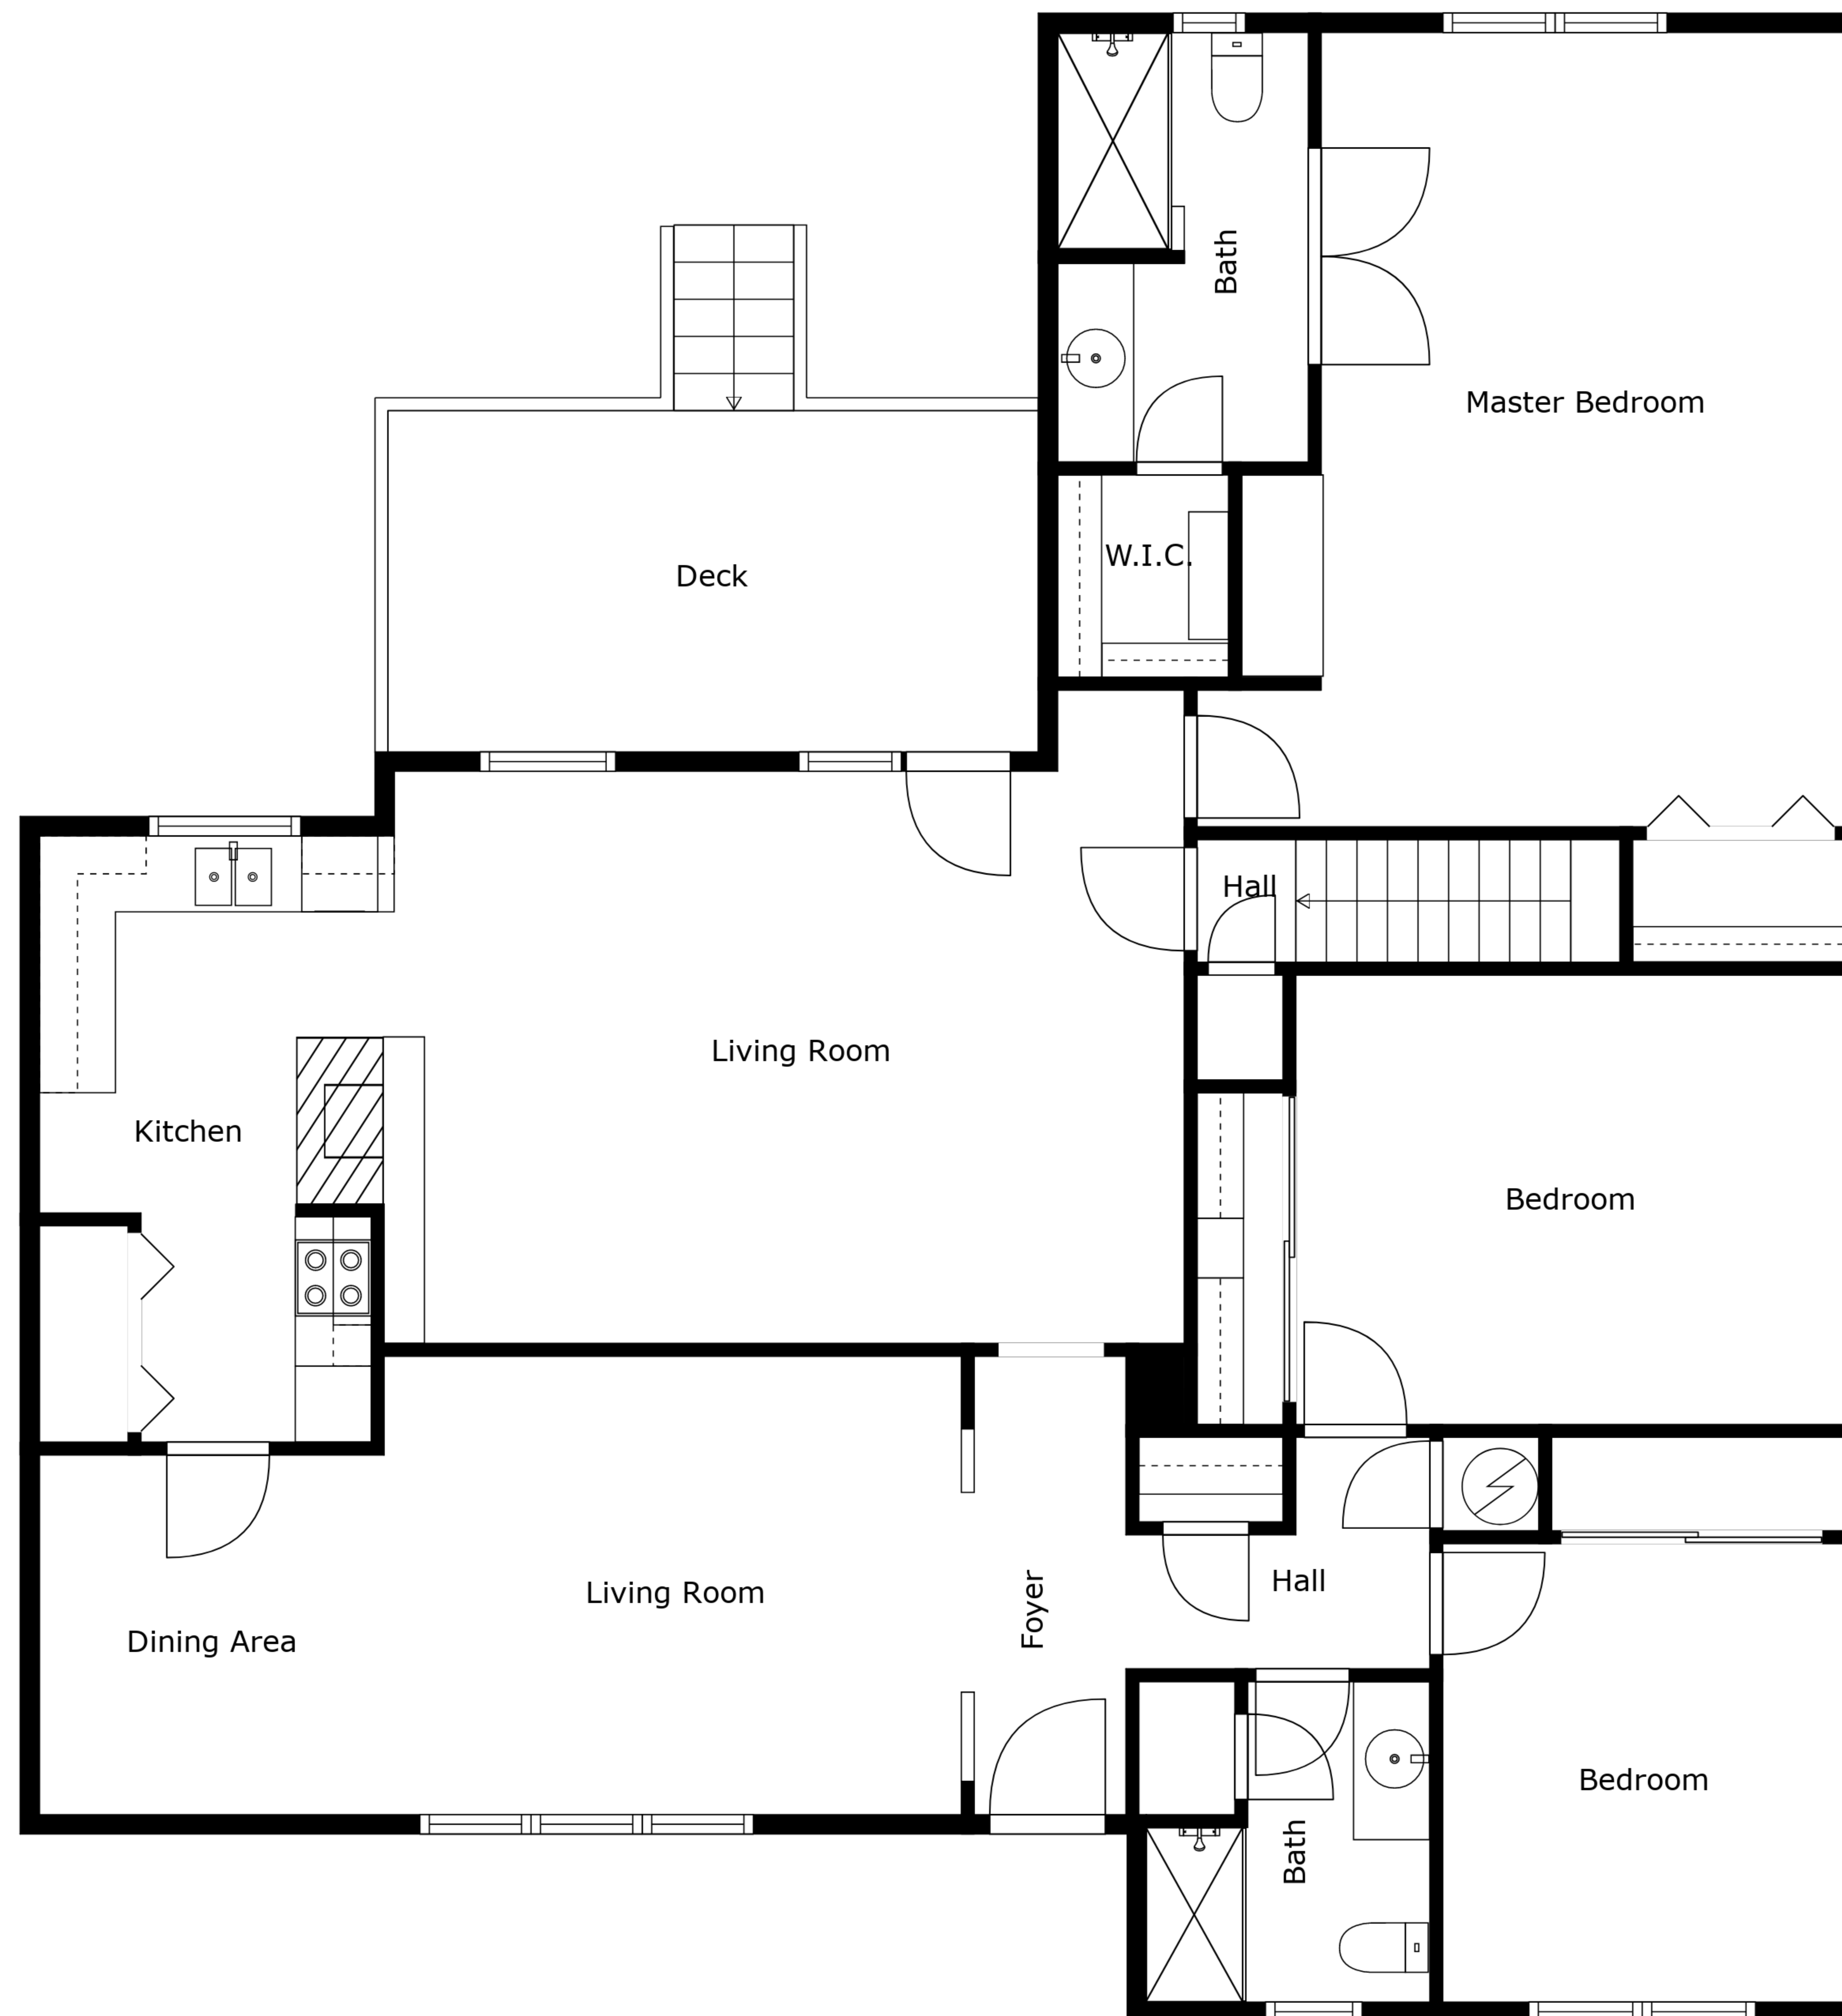 Bath
Master Bedroom
W.I.C.
Deck
Hall
Living Room
Kitchen
Bedroom
Hall
Living Room
Foyer
Dining Area
Bedroom
Bath